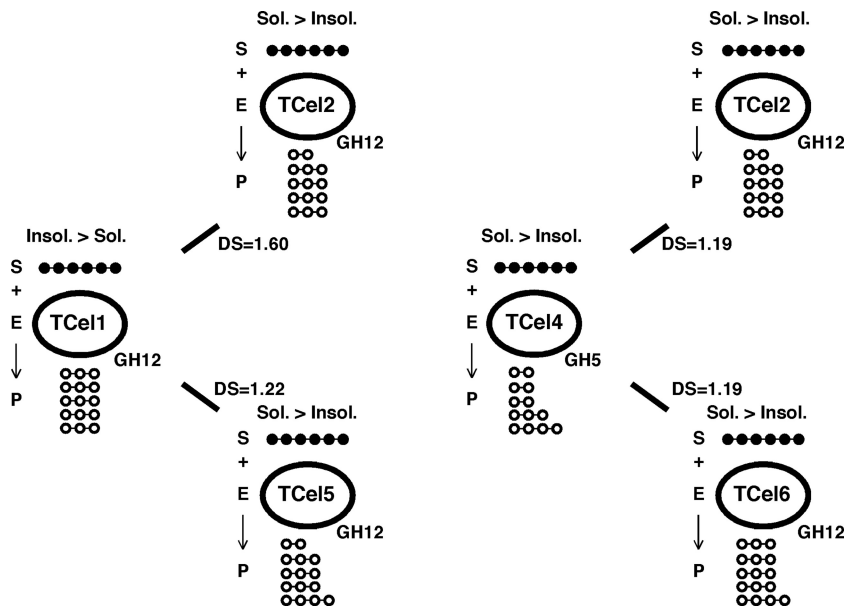 Sol. > Insol.
S
+
E
P
TCel2
GH12
DS=1.60
Insol. > Sol.
S
+
E
P
TCel1
GH12
DS=1.22
Sol. > Insol.
S
+
E
P
TCel5
GH12
Sol. > Insol.
S
+
E
P
TCel2
GH12
DS=1.19
Sol. > Insol.
S
+
E
P
TCel4
GH5
DS=1.19
Sol. > Insol.
S
+
E
P
TCel6
GH12